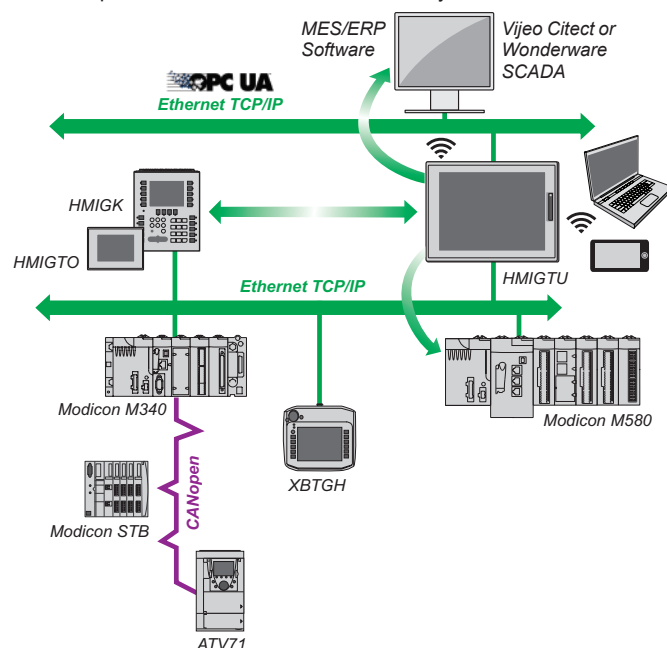 MES/ERP
Software
Vijeo Citect or
Wonderware
SCADA
OPC UA
Ethernet TCP/IP
HMIGK
HMIGTO
HMIGTU
Ethernet TCP/IP
Modicon M340
Modicon M580
XBTGH
CANopen
Modicon STB
ATV71